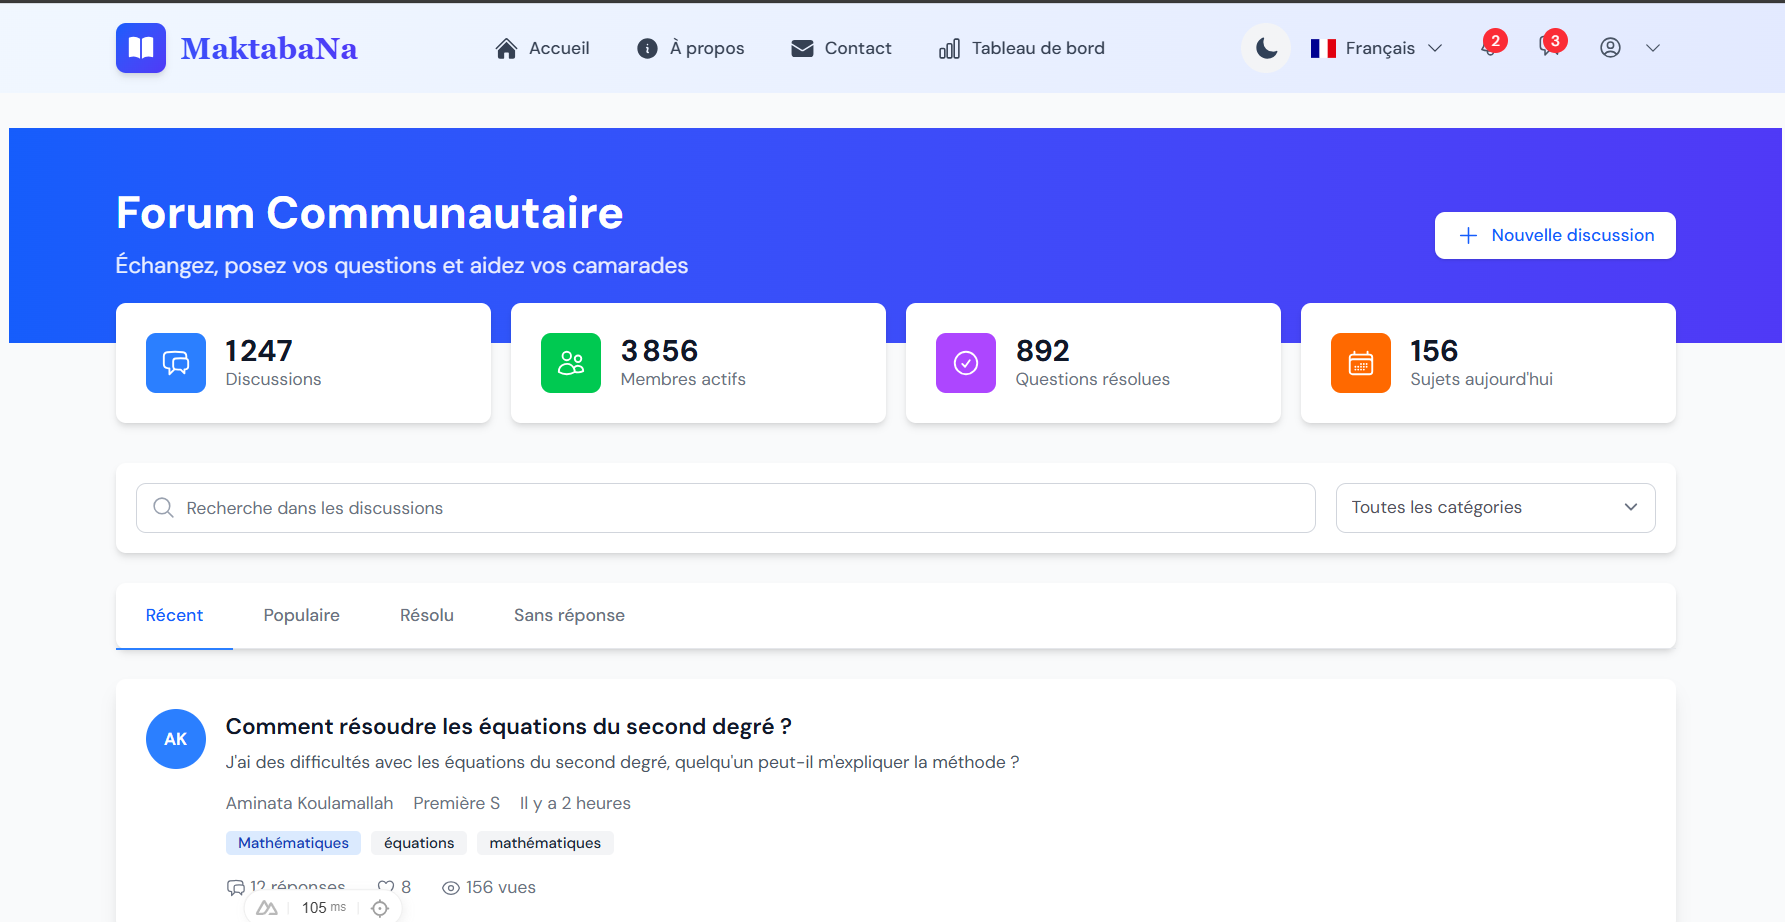 MaktabaNa
Accueil
À propos
Contact
Tableau de bord
Français
2
3
Forum Communautaire
Échangez, posez vos questions et aidez vos camarades
Nouvelle discussion
1 247
Discussions
3 856
Membres actifs
892
Questions résolues
156
Sujets aujourd'hui
Recherche dans les discussions
Toutes les catégories
Récent
Populaire
Résolu
Sans réponse
AK
Comment résoudre les équations du second degré ?
J'ai des difficultés avec les équations du second degré, quelqu'un peut-il m'expliquer la méthode ?
Aminata Koulamallah Première S Il y a 2 heures
Mathématiques équations mathématiques
12 réponses 8 156 vues
105 ms